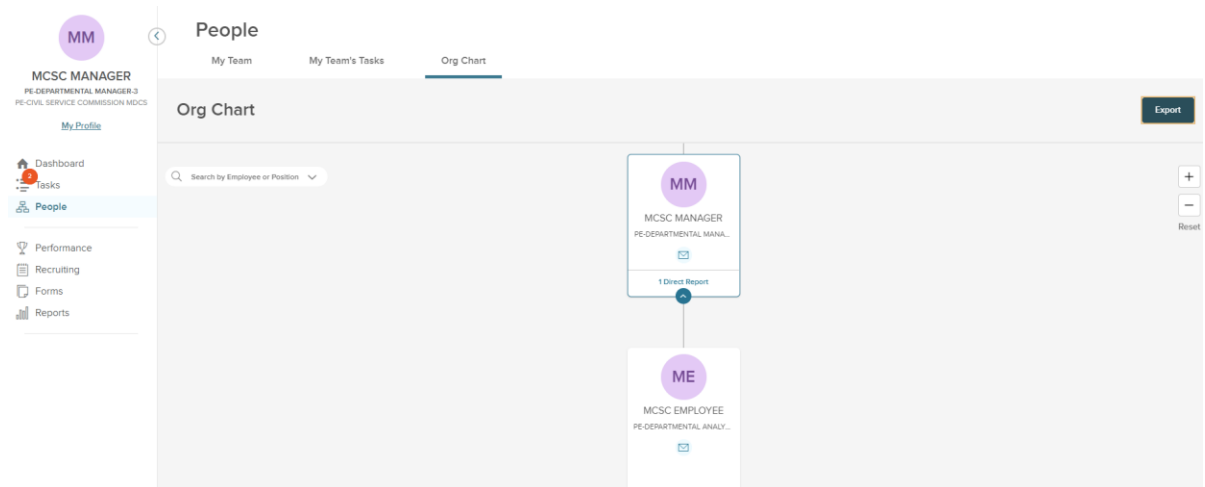 MM
MCSC MANAGER
PE-DEPARTMENTAL MANAGER-3
PE-CIVIL SERVICE COMMISSION MDCS
My Profile
Dashboard
2
Tasks
People
Performance
Recruiting
Forms
Reports
People
My Team
My Team's Tasks
Org Chart
Org Chart
Export
Search by Employee or Position
MM
MCSC MANAGER
PE-DEPARTMENTAL MANA...
1 Direct Report
ME
MCSC EMPLOYEE
PE-DEPARTMENTAL ANALY...
+
−
Reset